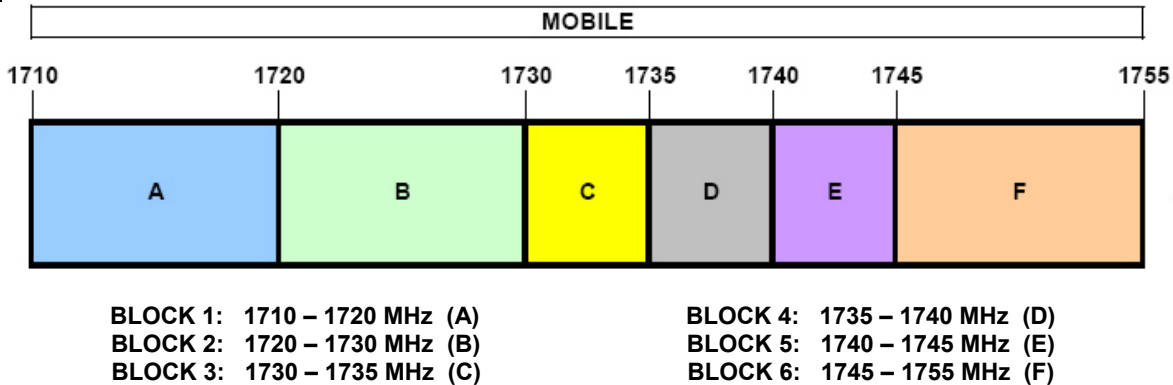 MOBILE
1710 1720 1730 1735 1740 1745 1755
A B C D E F
BLOCK 1: 1710 – 1720 MHz (A)
BLOCK 2: 1720 – 1730 MHz (B)
BLOCK 3: 1730 – 1735 MHz (C)
BLOCK 4: 1735 – 1740 MHz (D)
BLOCK 5: 1740 – 1745 MHz (E)
BLOCK 6: 1745 – 1755 MHz (F)